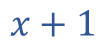 x + 1